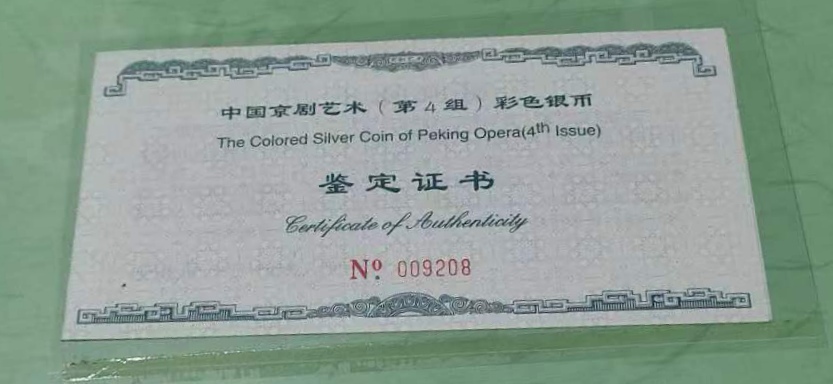 中国京剧艺术（第4组）彩色银币
The Colored Silver Coin of Peking Opera(4th Issue)
鉴定证书
Certificate of Authenticity
Nº. 009208